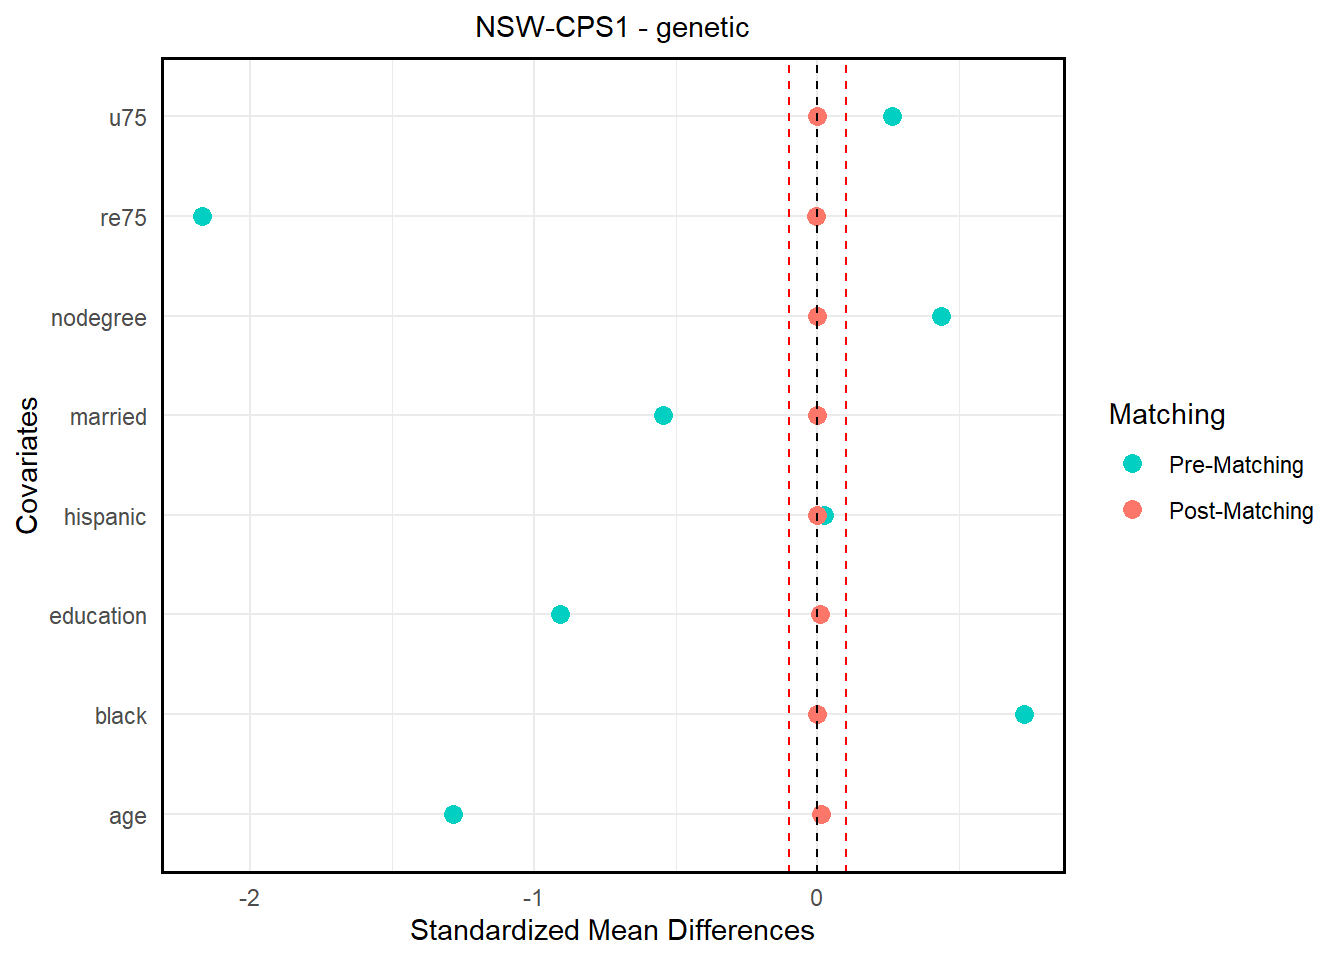 NSW-CPS1 - genetic
u75
re75
nodegree
married
hispanic
education
black
age
Covariates
-2
-1
0
Standardized Mean Differences
Matching
Pre-Matching
Post-Matching